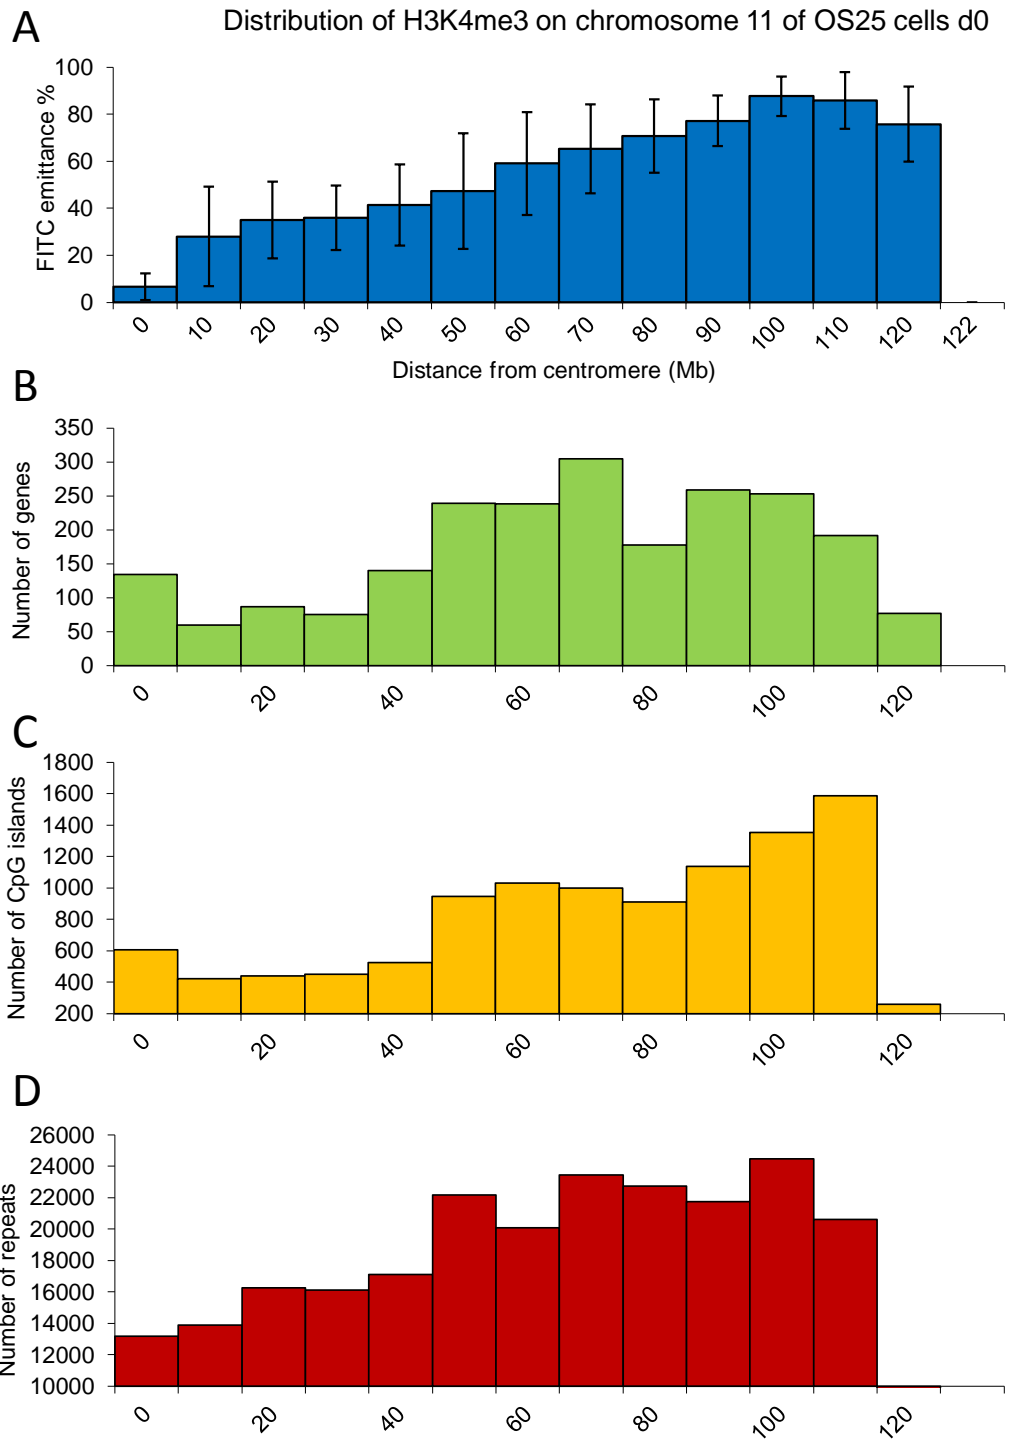 A
Distribution of H3K4me3 on chromosome 11 of OS25 cells d0
FITC emittance %
100
80
60
40
20
0
0 10 20 30 40 50 60 70 80 90 100 110 120 122
Distance from centromere (Mb)
B
Number of genes
350
300
250
200
150
100
50
0
0 20 40 60 80 100 120
C
Number of CpG islands
1800
1600
1400
1200
1000
800
600
400
200
0 20 40 60 80 100 120
D
Number of repeats
26000
24000
22000
20000
18000
16000
14000
12000
10000
0 20 40 60 80 100 120